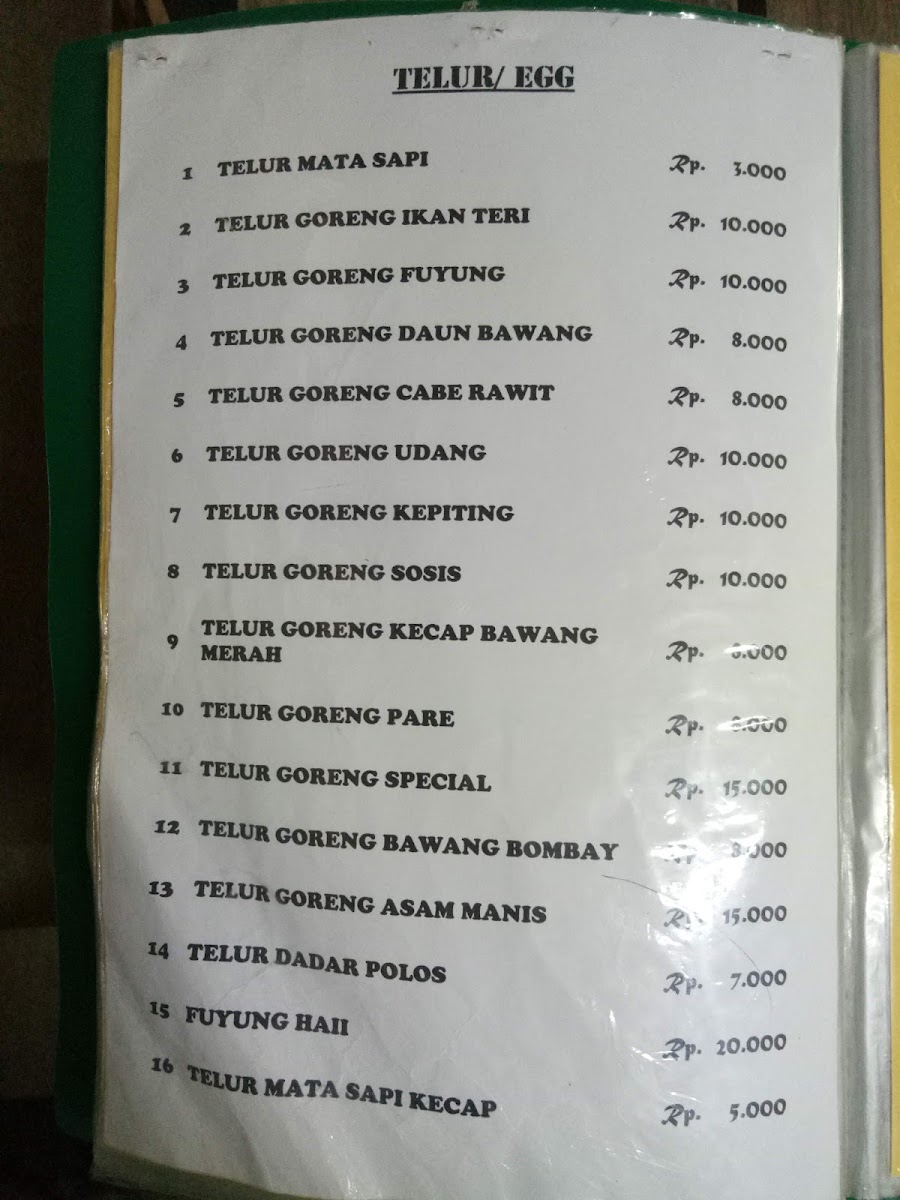 TELUR/ EGG
1 TELUR MATA SAPI Rp. 3.000
2 TELUR GORENG IKAN TERI Rp. 10.000
3 TELUR GORENG FUYUNG Rp. 10.000
4 TELUR GORENG DAUN BAWANG Rp. 8.000
5 TELUR GORENG CABE RAWIT Rp. 8.000
6 TELUR GORENG UDANG Rp. 10.000
7 TELUR GORENG KEPITING Rp. 10.000
8 TELUR GORENG SOSIS Rp. 10.000
9 TELUR GORENG KECAP BAWANG
MERAH Rp.
10 TELUR GORENG PARE Rp.
11 TELUR GORENG SPECIAL Rp. 15.000
12 TELUR GORENG BAWANG BOMBAY
13 TELUR GORENG ASAM MANIS Rp. 15.000
14 TELUR DADAR POLOS Rp. 7.000
15 FUYUNG HAII Rp. 20.000
16 TELUR MATA SAPI KECAP Rp. 5.000